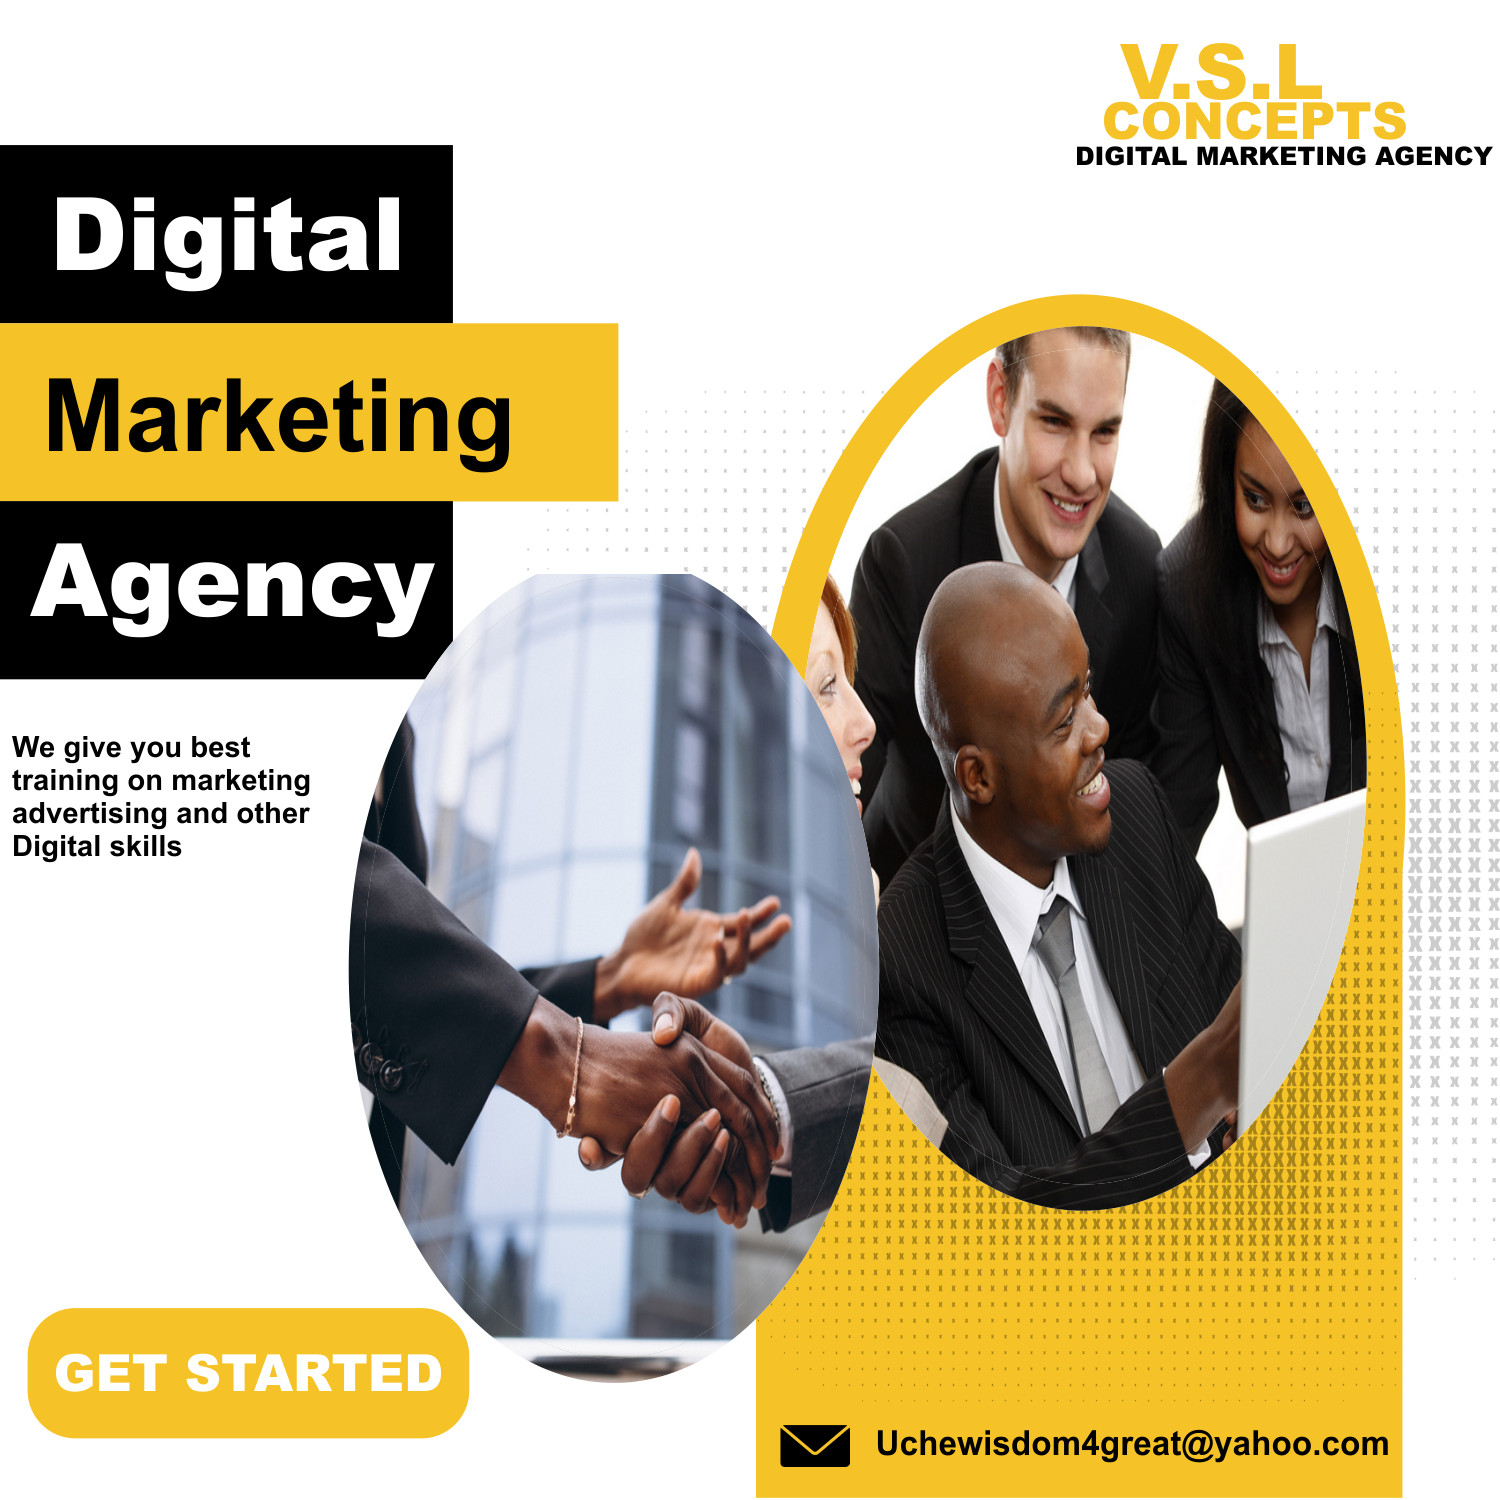 V.S.L
CONCEPTS
DIGITAL MARKETING AGENCY
Digital
Marketing
Agency
We give you best
training on marketing
advertising and other
Digital skills
GET STARTED
Uchewisdom4great@yahoo.com